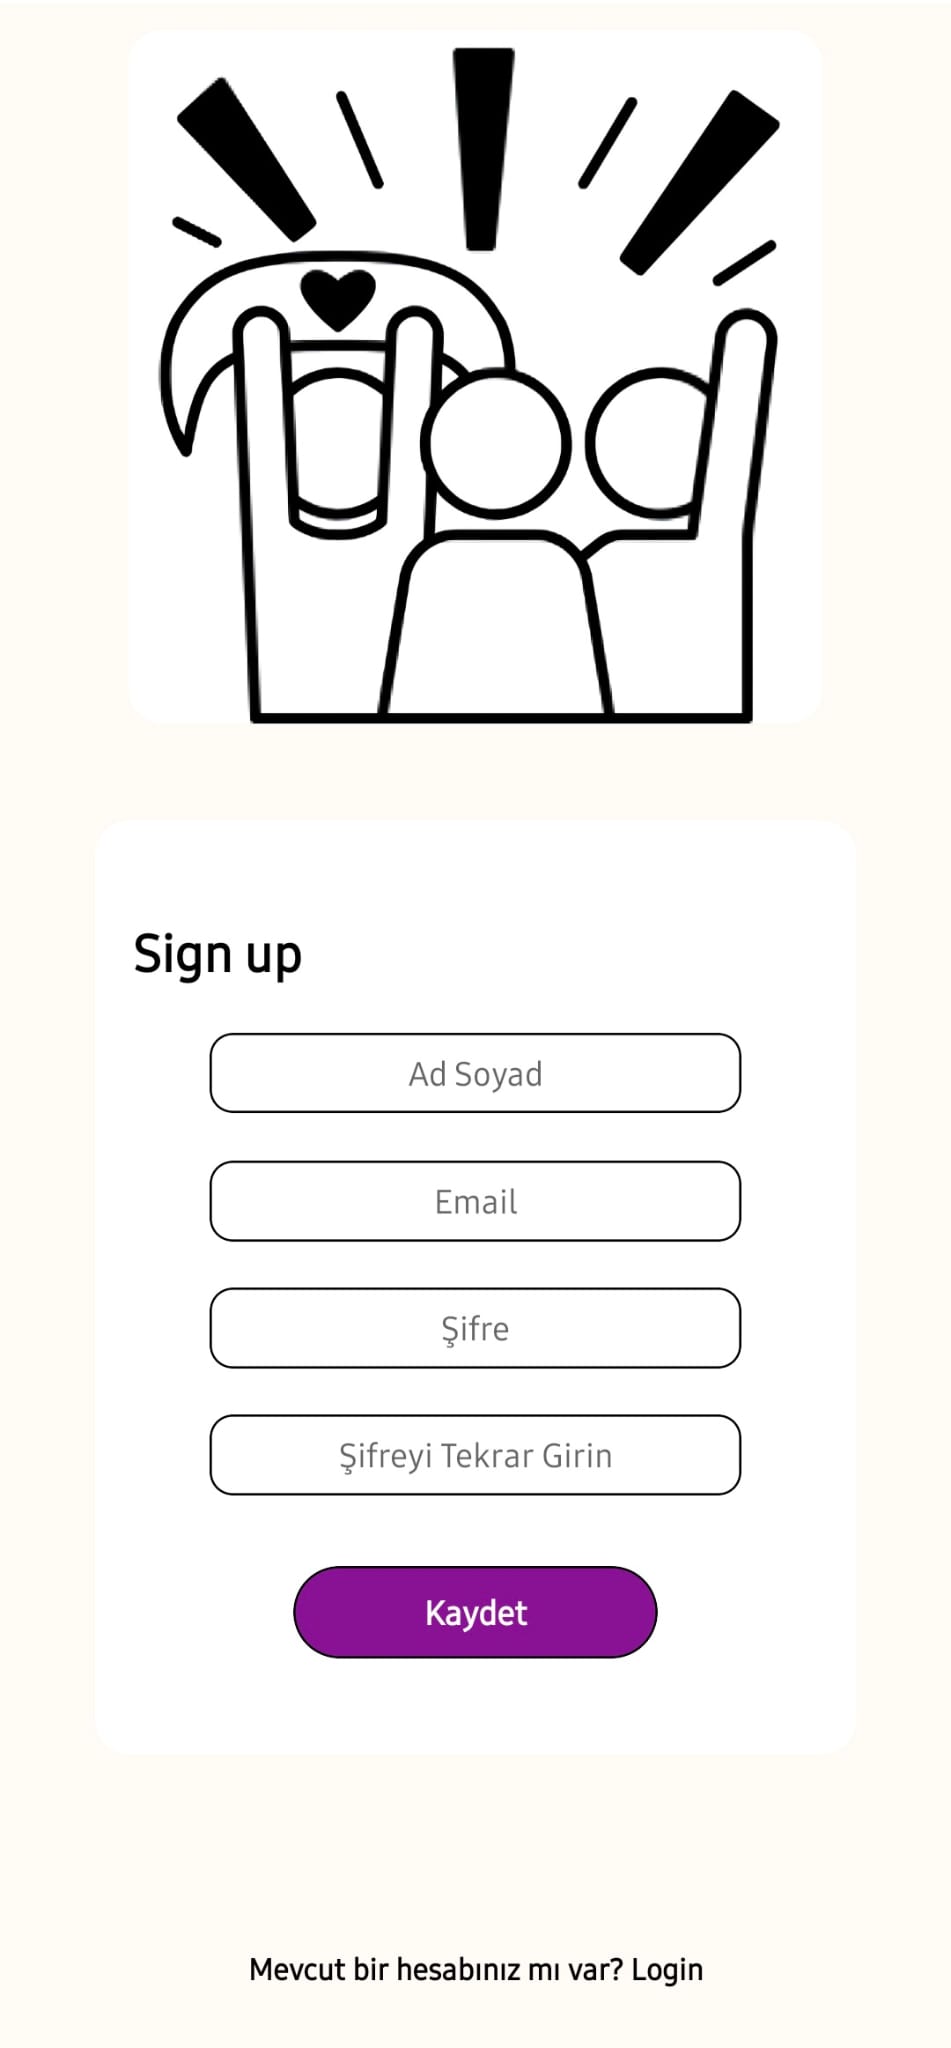 Sign up
Ad Soyad
Email
Şifre
Şifreyi Tekrar Girin
Kaydet
Mevcut bir hesabınız mı var? Login